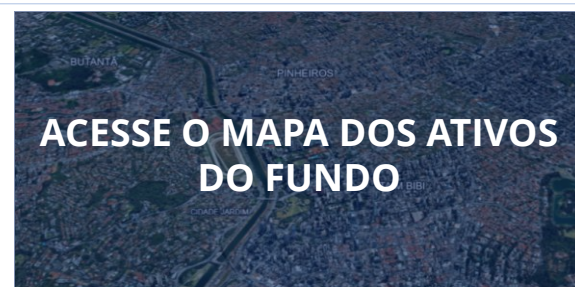 BUTANTÃ
PINHEIROS
ACESSE O MAPA DOS ATIVOS
DO FUNDO
M BIBI
CIDADE JARDIM